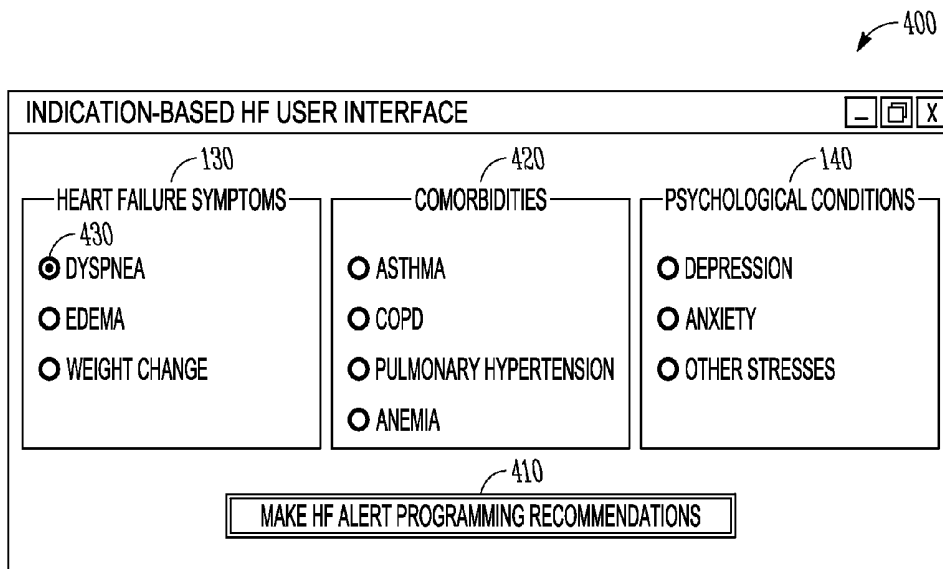 400
INDICATION-BASED HF USER INTERFACE
130
420
140
HEART FAILURE SYMPTOMS
COMORBIDITIES
PSYCHOLOGICAL CONDITIONS
430
DYSPNEA
ASTHMA
DEPRESSION
EDEMA
COPD
ANXIETY
WEIGHT CHANGE
PULMONARY HYPERTENSION
OTHER STRESSES
ANEMIA
410
MAKE HF ALERT PROGRAMMING RECOMMENDATIONS